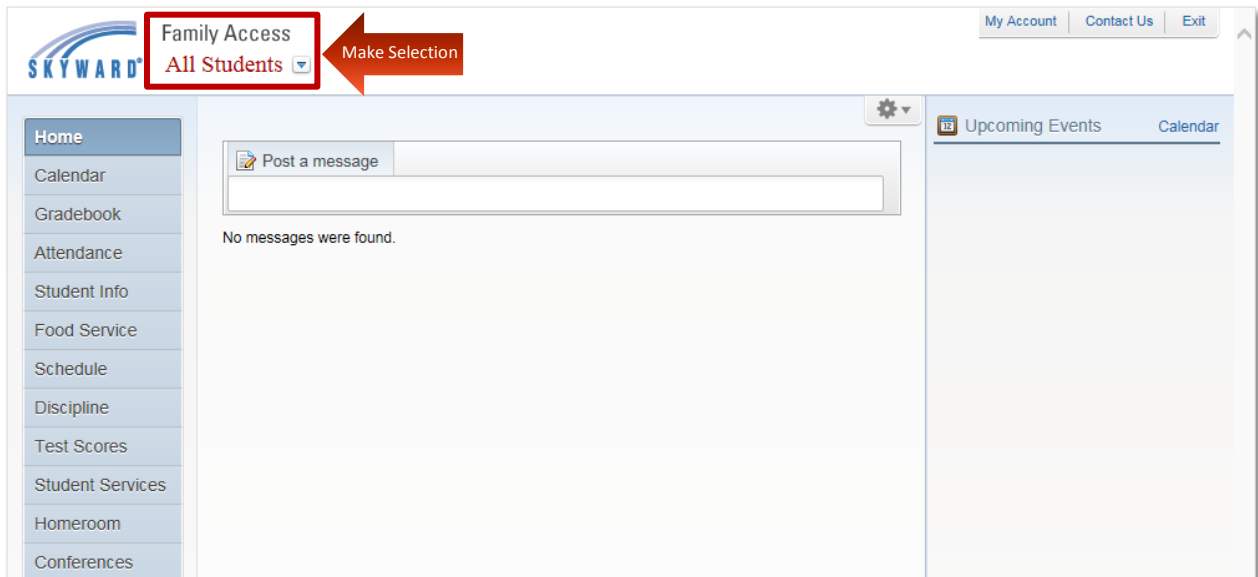 SKYWARD®
Family Access
All Students
Make Selection
My Account
Contact Us
Exit
Home
Calendar
Gradebook
Attendance
Student Info
Food Service
Schedule
Discipline
Test Scores
Student Services
Homeroom
Conferences
Post a message
No messages were found.
12
Upcoming Events
Calendar